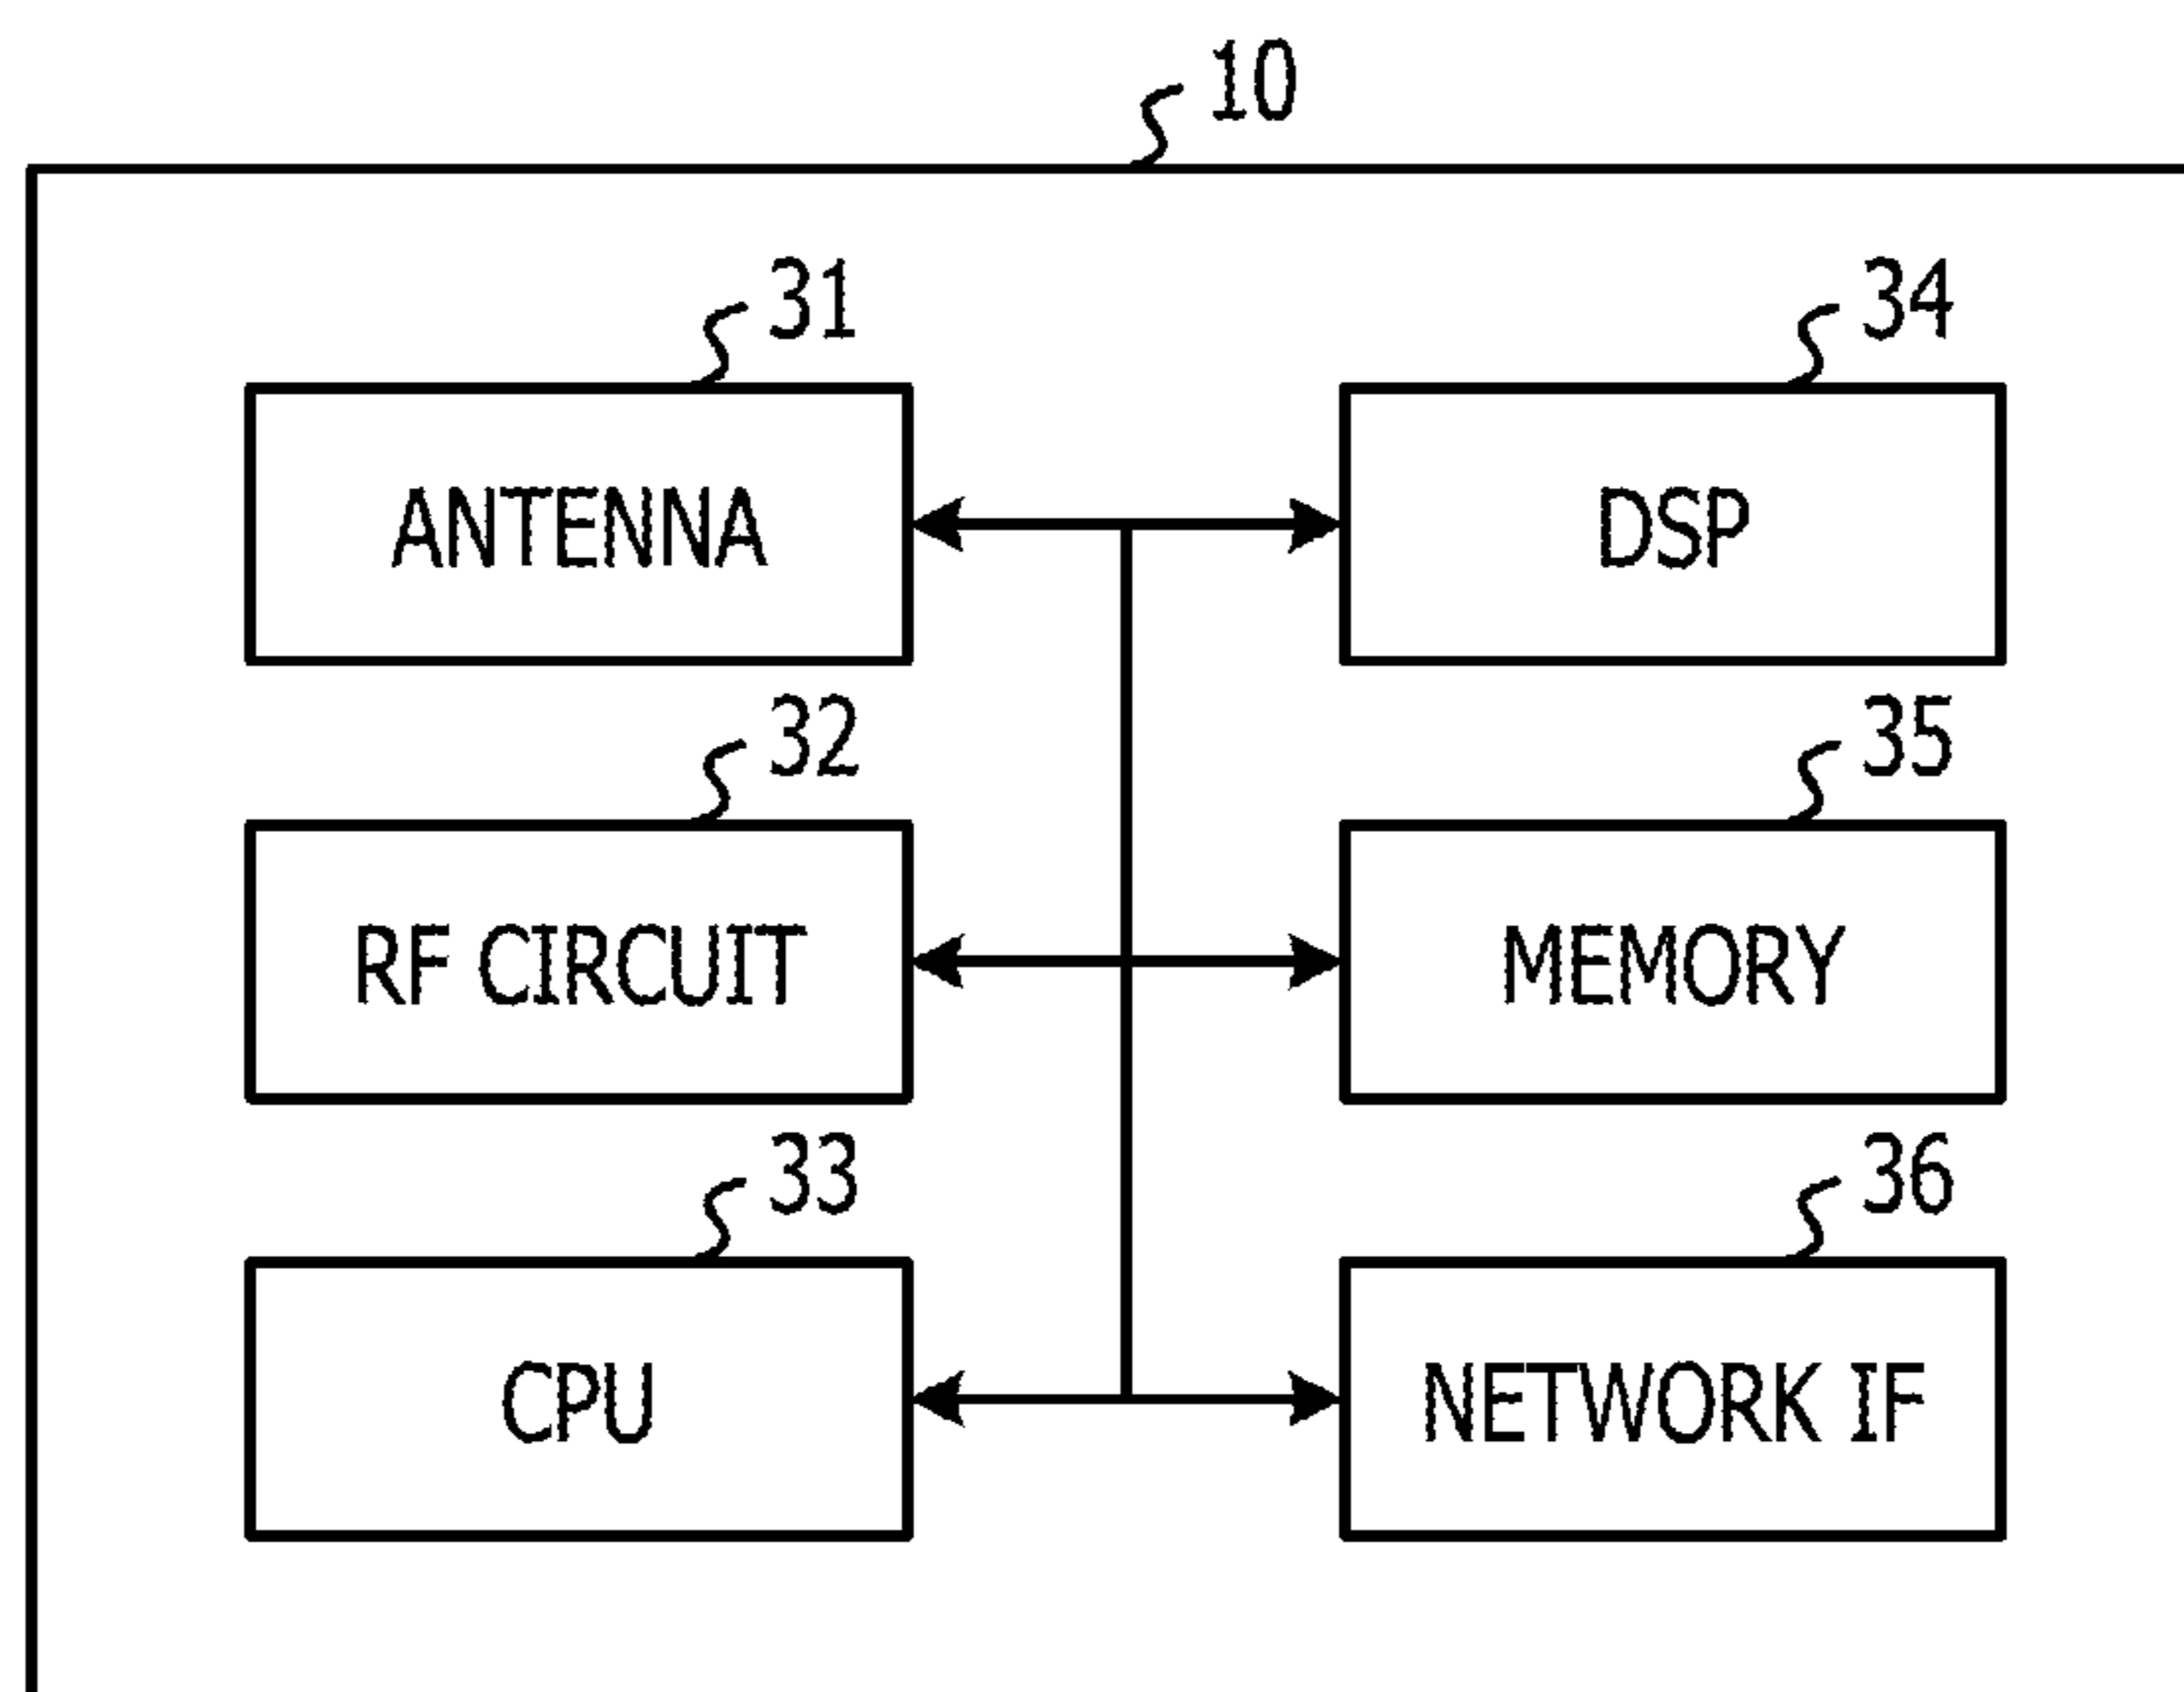 10
31
34
ANTENNA
DSP
32
35
RF CIRCUIT
MEMORY
33
36
CPU
NETWORK IF